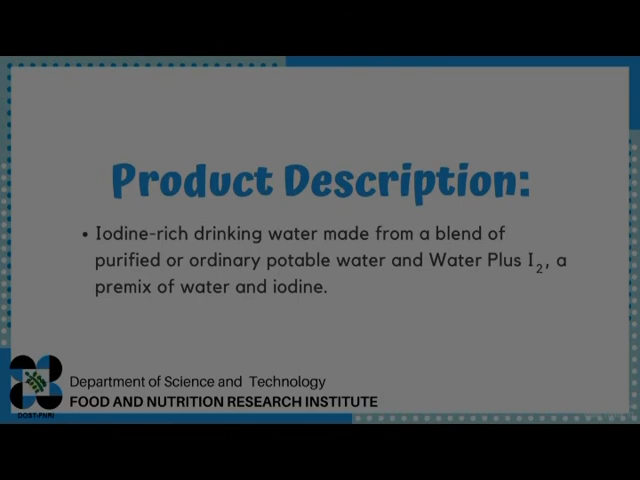 Product Description:
• Iodine-rich drinking water made from a blend of
purified or ordinary potable water and Water Plus I₂, a
premix of water and iodine.
Department of Science and Technology
FOOD AND NUTRITION RESEARCH INSTITUTE
DOST-FNRI